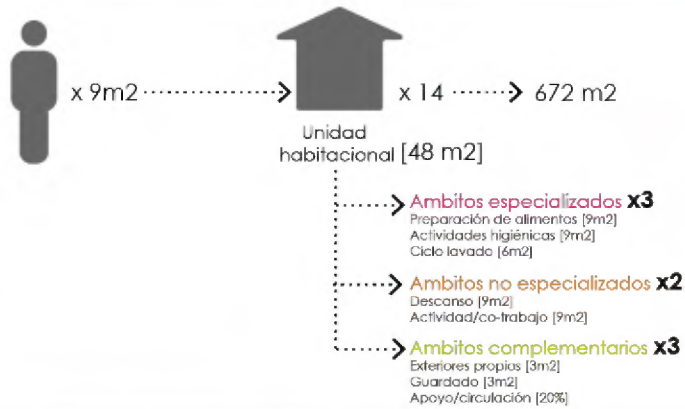 x 9m2
x 14
672 m2
Unidad
habitacional [48 m2]
Ambitos especializados x3
Preparación de alimentos [9m2]
Actividades higiénicas [9m2]
Ciclo lavado [6m2]
Ambitos no especializados x2
Descanso [9m2]
Actividad/co-trabajo [9m2]
Ambitos complementarios x3
Exteriores propios [3m2]
Guardado [3m2]
Apoyo/circulación [20%]